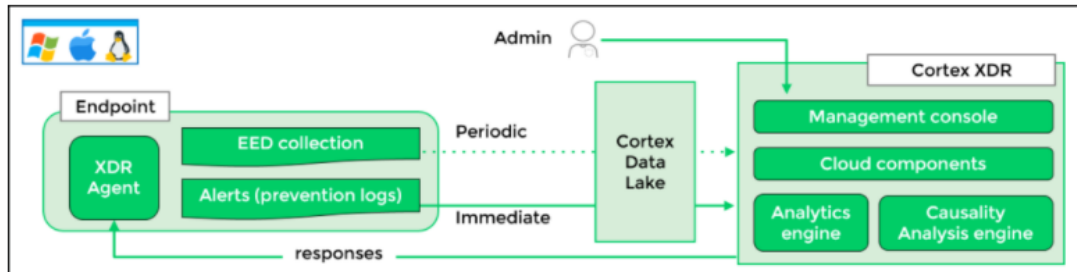 Admin
Cortex XDR
Endpoint
Management console
EED collection
Periodic
Cortex
Data
Lake
XDR
Agent
Cloud components
Alerts (prevention logs)
Immediate
Analytics
engine
Causality
Analysis engine
responses